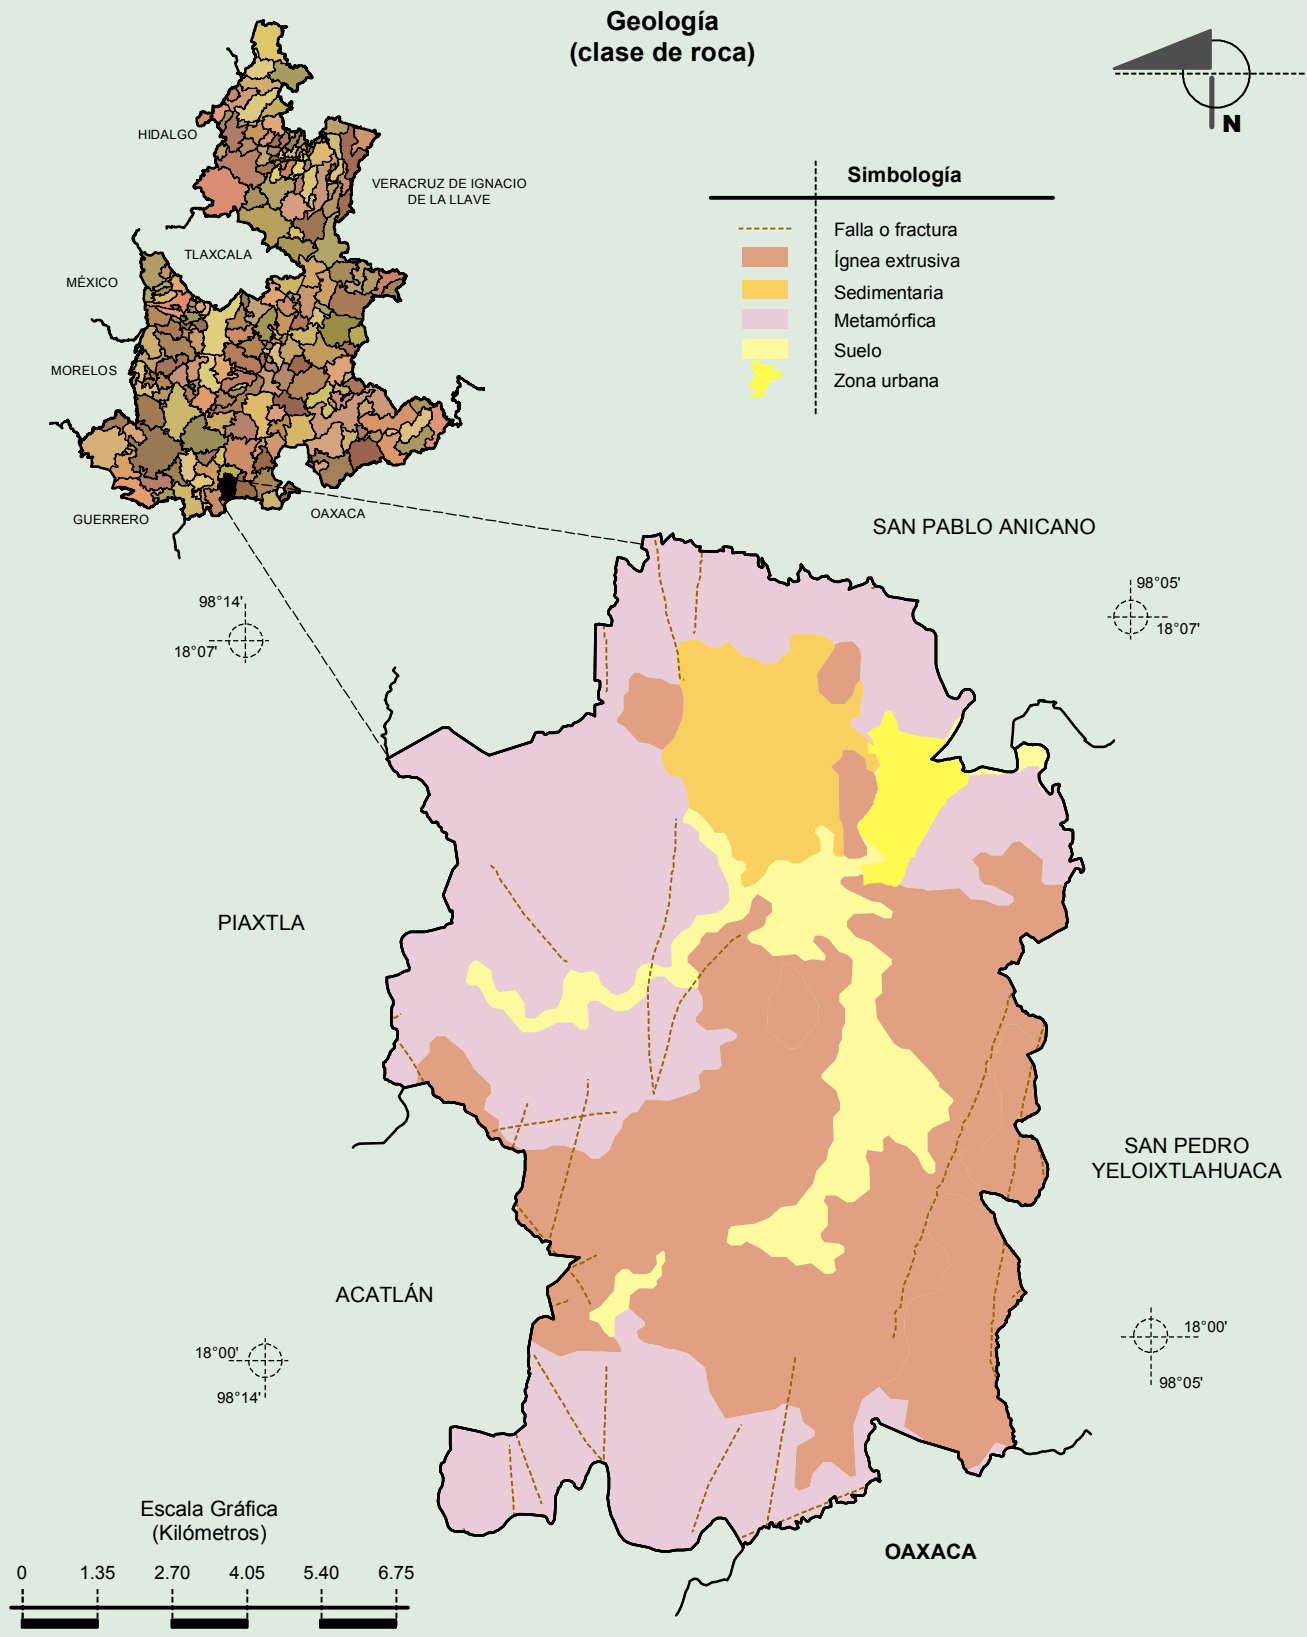 Geología
(clase de roca)
N
HIDALGO
VERACRUZ DE IGNACIO
DE LA LLAVE
TLAXCALA
MÉXICO
MORELOS
GUERRERO
OAXACA
Simbología
Falla o fractura
Ígnea extrusiva
Sedimentaria
Metamórfica
Suelo
Zona urbana
SAN PABLO ANICANO
98°14'
18°07'
98°05'
18°07'
PIAXTLA
SAN PEDRO
YELOIXTLAHUACA
ACATLÁN
18°00'
98°14'
18°00'
98°05'
OAXACA
Escala Gráfica
(Kilómetros)
0 1.35 2.70 4.05 5.40 6.75